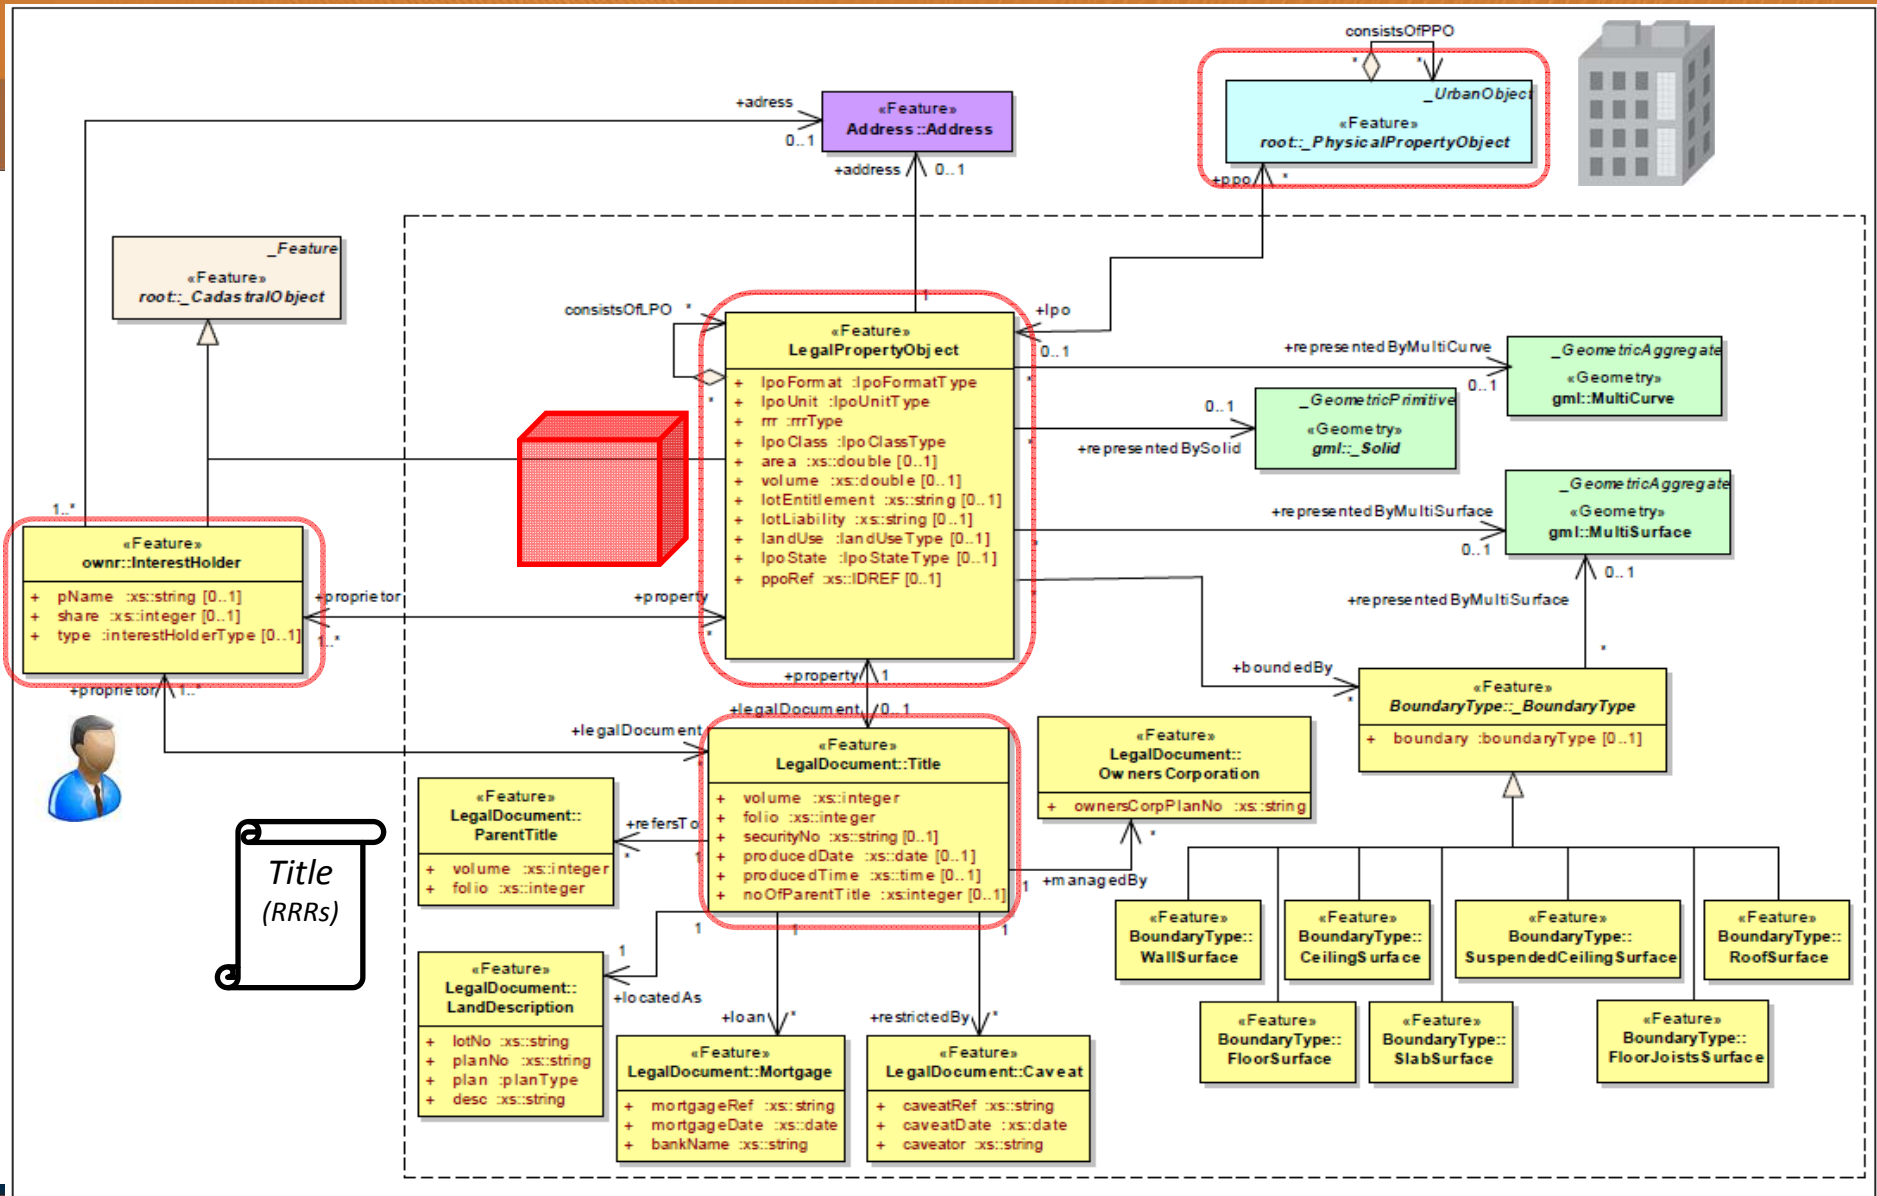 consistsOfPPO
*
*
_UrbanObject
«Feature»
root::_PhysicalPropertyObject
+ppo
*
+adress
0..1
«Feature»
Address::Address
+address
0..1
_Feature
«Feature»
root::_CadastralObject
consistsOfLPO
*
*
1
«Feature»
LegalPropertyObject
+ lpoFormat :lpoFormatType
+ lpoUnit :lpoUnitType
+ rrr :rrrType
+ lpoClass :lpoClassType
+ area :xs::double [0..1]
+ volume :xs::double [0..1]
+ lotEntitlement :xs::string [0..1]
+ lotLiability :xs::string [0..1]
+ landUse :landUseType [0..1]
+ lpoState :lpoStateType [0..1]
+ ppoRef :xs::IDREF [0..1]
+lpo
0..1
+representedByMultiCurve
*
0..1
_GeometricAggregate
«Geometry»
gml::MultiCurve
0..1
*
+representedBySolid
_GeometricPrimitive
«Geometry»
gml::_Solid
+representedByMultiSurface
*
0..1
_GeometricAggregate
«Geometry»
gml::MultiSurface
0..1
+representedByMultiSurface
*
*
+boundedBy
*
«Feature»
BoundaryType::_BoundaryType
+ boundary :boundaryType [0..1]
1..*
«Feature»
ownr::InterestHolder
+ pName :xs::string [0..1]
+ share :xs::integer [0..1]
+ type :interestHolderType [0..1]
+proprietor
1..*
+property
*
+proprietor
1..*
+legalDocument
*
+property
1
+legalDocument
0..1
«Feature»
LegalDocument::Title
+ volume :xs::integer
+ folio :xs::integer
+ securityNo :xs::string [0..1]
+ producedDate :xs::date [0..1]
+ producedTime :xs::time [0..1]
+ noOfParentTitle :xs:integer [0..1]
«Feature»
LegalDocument::
OwnersCorporation
+ ownersCorpPlanNo :xs::string
*
+managedBy
1
«Feature»
LegalDocument::
ParentTitle
+ volume :xs::integer
+ folio :xs::integer
+refersTo
*
1
Title
(RRRs)
1
1
1
1
+locatedAs
«Feature»
LegalDocument::
LandDescription
+ lotNo :xs::string
+ planNo :xs::string
+ plan :planType
+ desc :xs::string
+loan
*
«Feature»
LegalDocument::Mortgage
+ mortgageRef :xs::string
+ mortgageDate :xs::date
+ bankName :xs::string
+restrictedBy
*
«Feature»
LegalDocument::Caveat
+ caveatRef :xs::string
+ caveatDate :xs::date
+ caveator :xs::string
«Feature»
BoundaryType::
WallSurface
«Feature»
BoundaryType::
CeilingSurface
«Feature»
BoundaryType::
SuspendedCeilingSurface
«Feature»
BoundaryType::
RoofSurface
«Feature»
BoundaryType::
FloorSurface
«Feature»
BoundaryType::
SlabSurface
«Feature»
BoundaryType::
FloorJoistsSurface